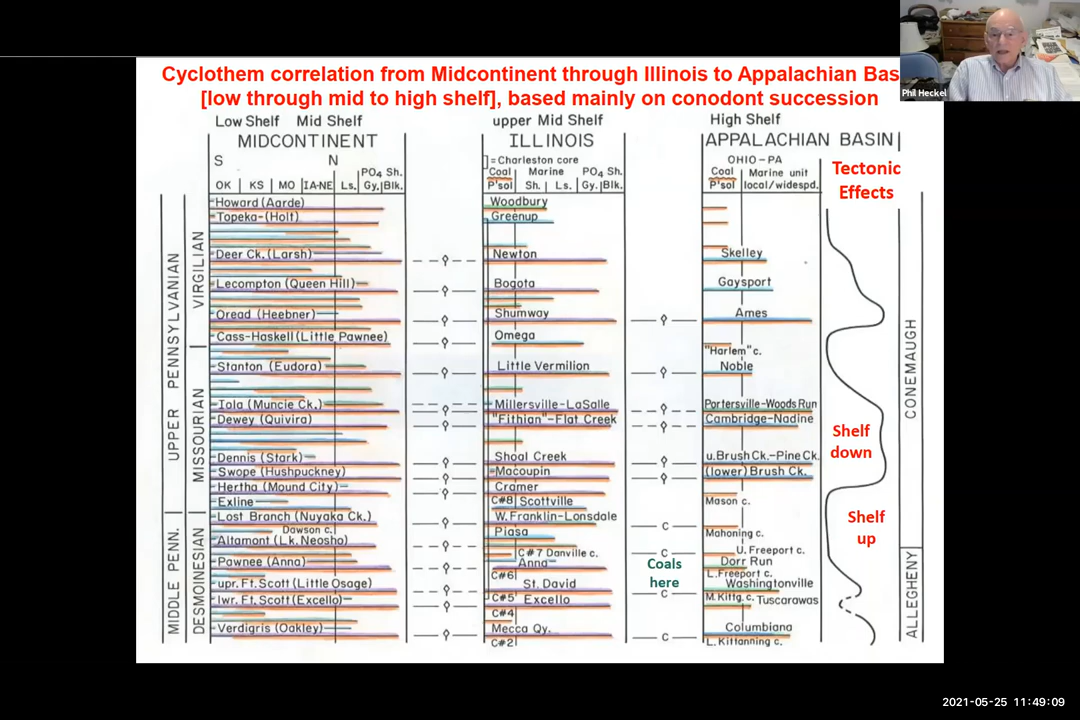 Cyclothem correlation from Midcontinent through Illinois to Appalachian Bas
[low through mid to high shelf], based mainly on conodont succession
Phil Heckel
Low Shelf Mid Shelf
MIDCONTINENT
S N
PO4 Sh.
OK KS MO IA-NE Ls. Gy. Blk.
upper Mid Shelf
ILLINOIS
= Charleston core
Coal Marine PO4 Sh.
P'sol Sh. Ls. Gy. Blk.
High Shelf
APPALACHIAN BASIN
OHIO-PA
Coal Marine unit
P'sol local/widespd.
Tectonic
Effects
UPPER PENNSYLVANIAN
MIDDLE PENN.
VIRGILIAN
MISSOURIAN
DESMOINESIAN
Howard (Aarde)
Topeka-(Holt)
Deer Ck. (Larsh)
Lecompton (Queen Hill)
Oread (Heebner)
Cass-Haskell (Little Pawnee)
Stanton (Eudora)
Iola (Muncie Ck.)
Dewey (Quivira)
Dennis (Stark)
Swope (Hushpuckney)
Hertha (Mound City)
Exline
Lost Branch (Nuyaka Ck.)
Dawson c.
Altamont (Lk. Neosho)
Pawnee (Anna)
upr. Ft. Scott (Little Osage)
lwr. Ft. Scott (Excello)
Verdigris (Oakley)
Woodbury
Greenup
Newton
Bogota
Shumway
Omega
Little Vermilion
Millersville-LaSalle
"Fithian"-Flat Creek
Shoal Creek
Macoupin
Cramer
C#8 Scottville
W. Franklin-Lonsdale
Piasa
C#7 Danville c.
Anna
C#6
St. David
C#5 Excello
C#4
Mecca Qy.
C#2
C
C
Coals
here
C
C
Skelley
Gaysport
Ames
"Harlem" c.
Noble
Portersville-Woods Run
Cambridge-Nadine
u. Brush Ck.-Pine Ck.
(lower) Brush Ck.
Mason c.
Mahoning c.
U. Freeport c.
Dorr Run
L. Freeport c.
Washingtonville
M. Kittg. c. Tuscarawas
Columbiana
L. Kittanning c.
Shelf
down
Shelf
up
CONEMAUGH
ALLEGHENY
2021-05-25 11:49:09